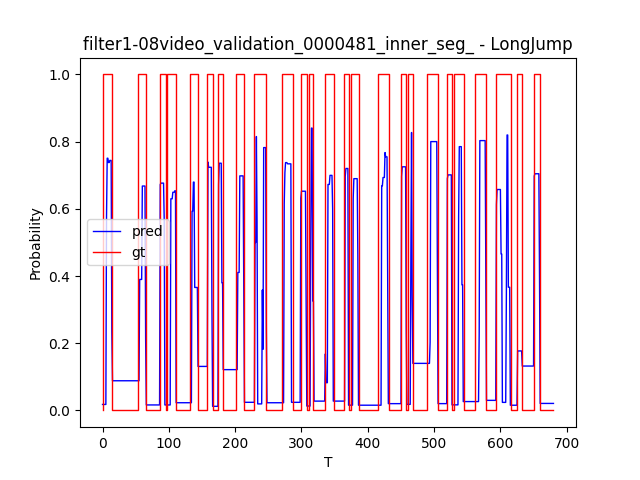 filter1-08video_validation_0000481_inner_seg_ - LongJump
1.0
0.8
0.6
0.4
0.2
0.0
Probability
pred
gt
0 100 200 300 400 500 600 700
T